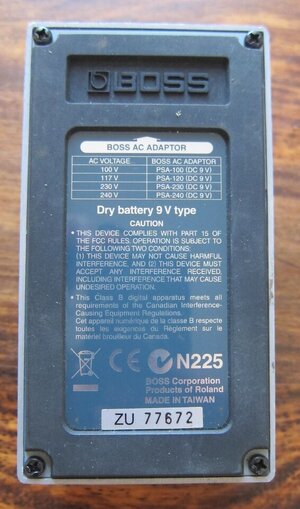 BOSS
BOSS AC ADAPTOR
AC VOLTAGE BOSS AC ADAPTOR
100 V PSA-100 (DC 9 V)
117 V PSA-120 (DC 9 V)
230 V PSA-230 (DC 9 V)
240 V PSA-240 (DC 9 V)
Dry battery 9 V type
CAUTION
• THIS DEVICE COMPLIES WITH PART 15 OF
THE FCC RULES. OPERATION IS SUBJECT TO
THE FOLLOWING TWO CONDITIONS:
(1) THIS DEVICE MAY NOT CAUSE HARMFUL
INTERFERENCE, AND (2) THIS DEVICE MUST
ACCEPT ANY INTERFERENCE RECEIVED,
INCLUDING INTERFERENCE THAT MAY CAUSE
UNDESIRED OPERATION.
• This Class B digital apparatus meets all
requirements of the Canadian Interference-
Causing Equipment Regulations.
Cet appareil numérique de la classe B respecte
toutes les exigences du Règlement sur le
matériel brouilleur du Canada.
CE N225
BOSS Corporation
Products of Roland
MADE IN TAIWAN
ZU 77672